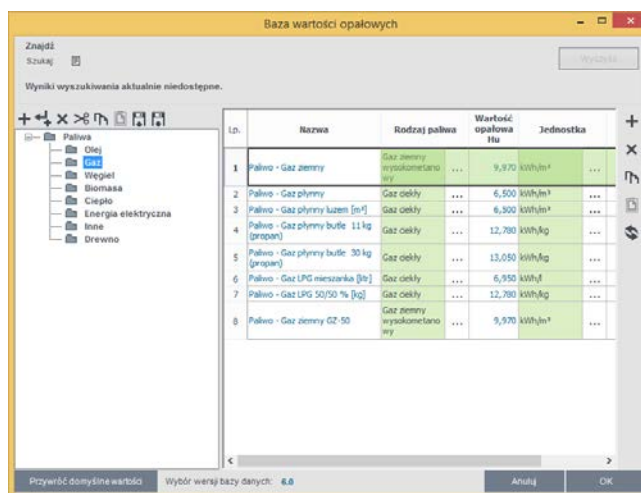 Baza wartości opałowych
Znajdź
Szukaj
Wyniki wyszukiwania aktualnie niedostępne.
Paliwa
Olej
Gaz
Węgiel
Biomasa
Ciepło
Energia elektryczna
Inne
Drewno
Lp. Nazwa Rodzaj paliwa Wartość opałowa Hu Jednostka
1 Paliwo - Gaz ziemny Gaz ziemny wysokometanowy ... 9,970 kWh/m³ ...
2 Paliwo - Gaz płynny Gaz ciekły ... 6,500 kWh/m³ ...
3 Paliwo - Gaz płynny luzem [m³] Gaz ciekły ... 6,500 kWh/m³ ...
4 Paliwo - Gaz płynny butle 11 kg (propan) Gaz ciekły ... 12,780 kWh/kg ...
5 Paliwo - Gaz płynny butle 30 kg (propan) Gaz ciekły ... 13,050 kWh/kg ...
6 Paliwo - Gaz LPG mieszanka [ltr] Gaz ciekły ... 6,950 kWh/l ...
7 Paliwo - Gaz LPG 50/50 % [kg] Gaz ciekły ... 12,780 kWh/kg ...
8 Paliwo - Gaz ziemny GZ-50 Gaz ziemny wysokometanowy ... 9,970 kWh/m³ ...
Przywróć domyślne wartości Wybór wersji bazy danych: 6.0 Anuluj OK